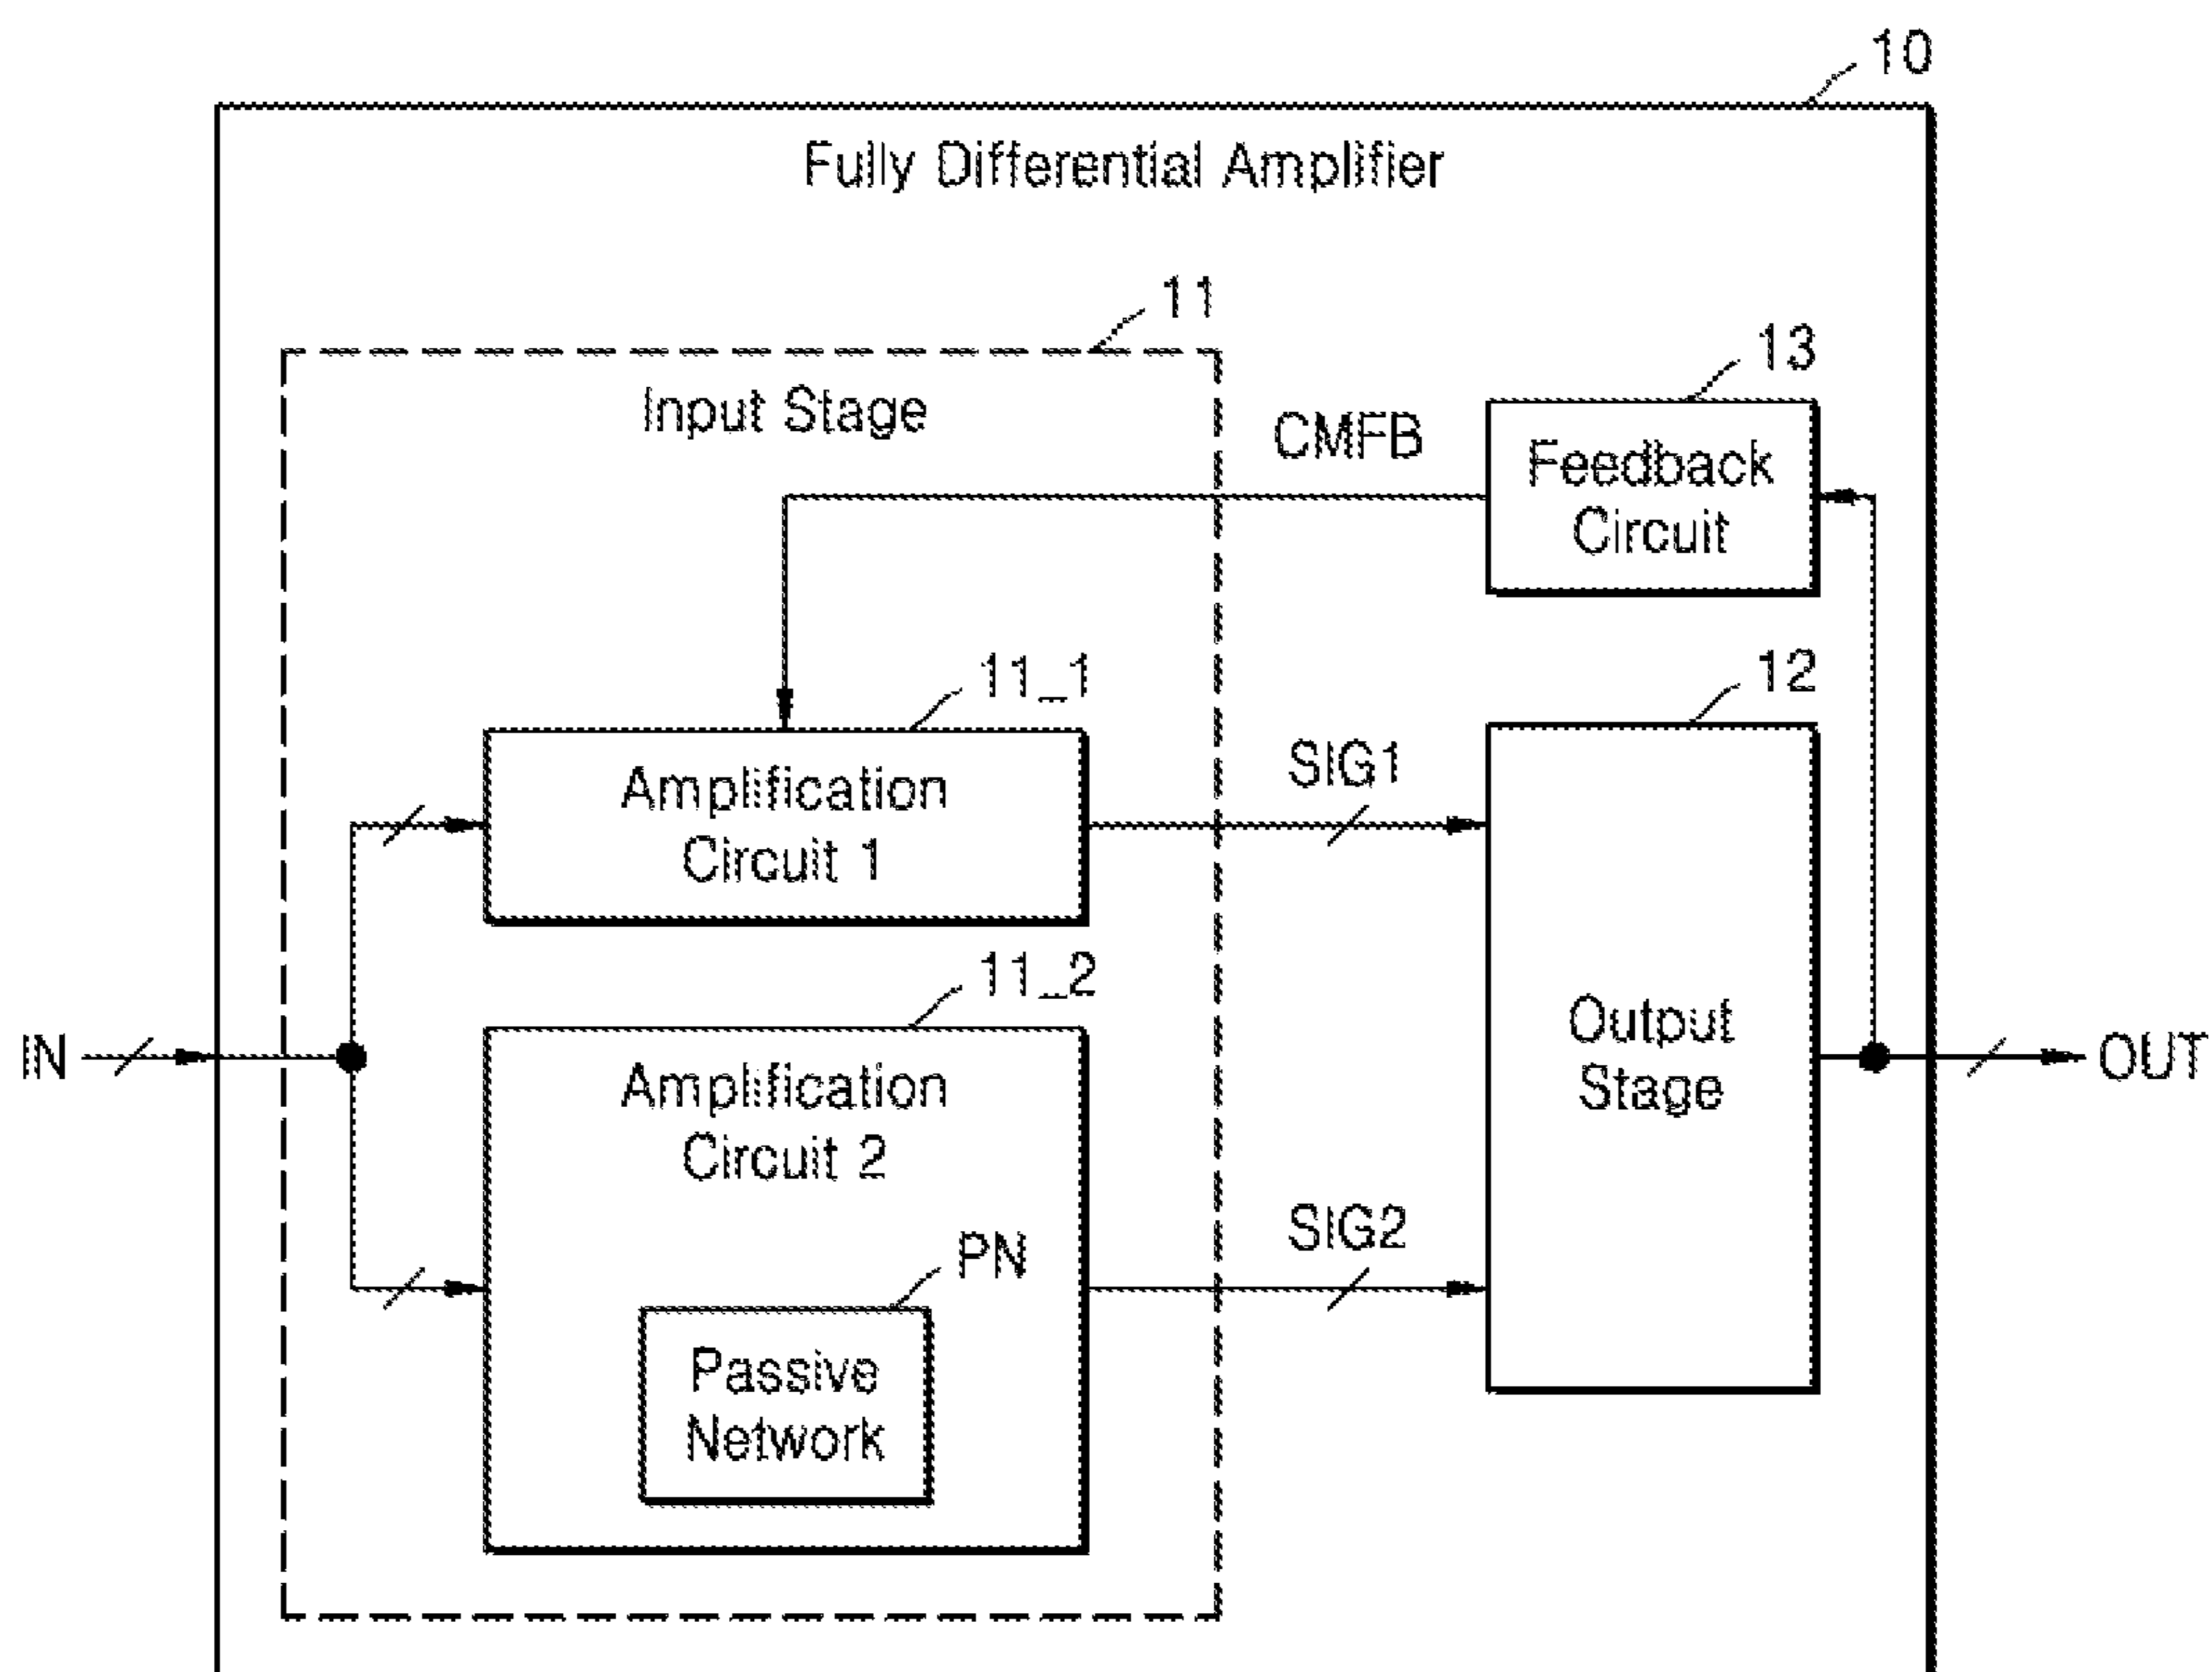 10
Fully Differential Amplifier
11
Input Stage
13
CMFB
Feedback
Circuit
11_1
12
Amplification
Circuit 1
SIG1
11_2
IN
Amplification
Circuit 2
Output
Stage
OUT
SIG2
PN
Passive
Network